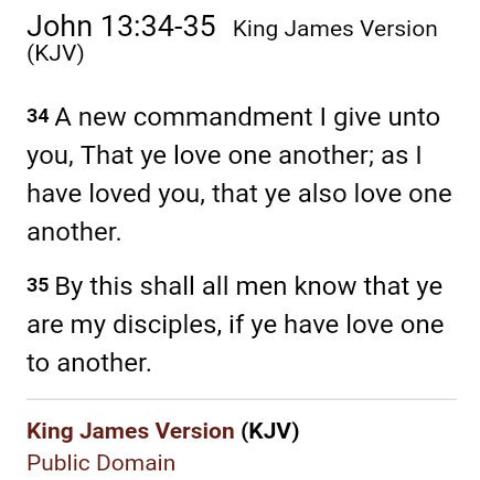 John 13:34-35 King James Version
(KJV)
34 A new commandment I give unto
you, That ye love one another; as I
have loved you, that ye also love one
another.
35 By this shall all men know that ye
are my disciples, if ye have love one
to another.
King James Version (KJV)
Public Domain